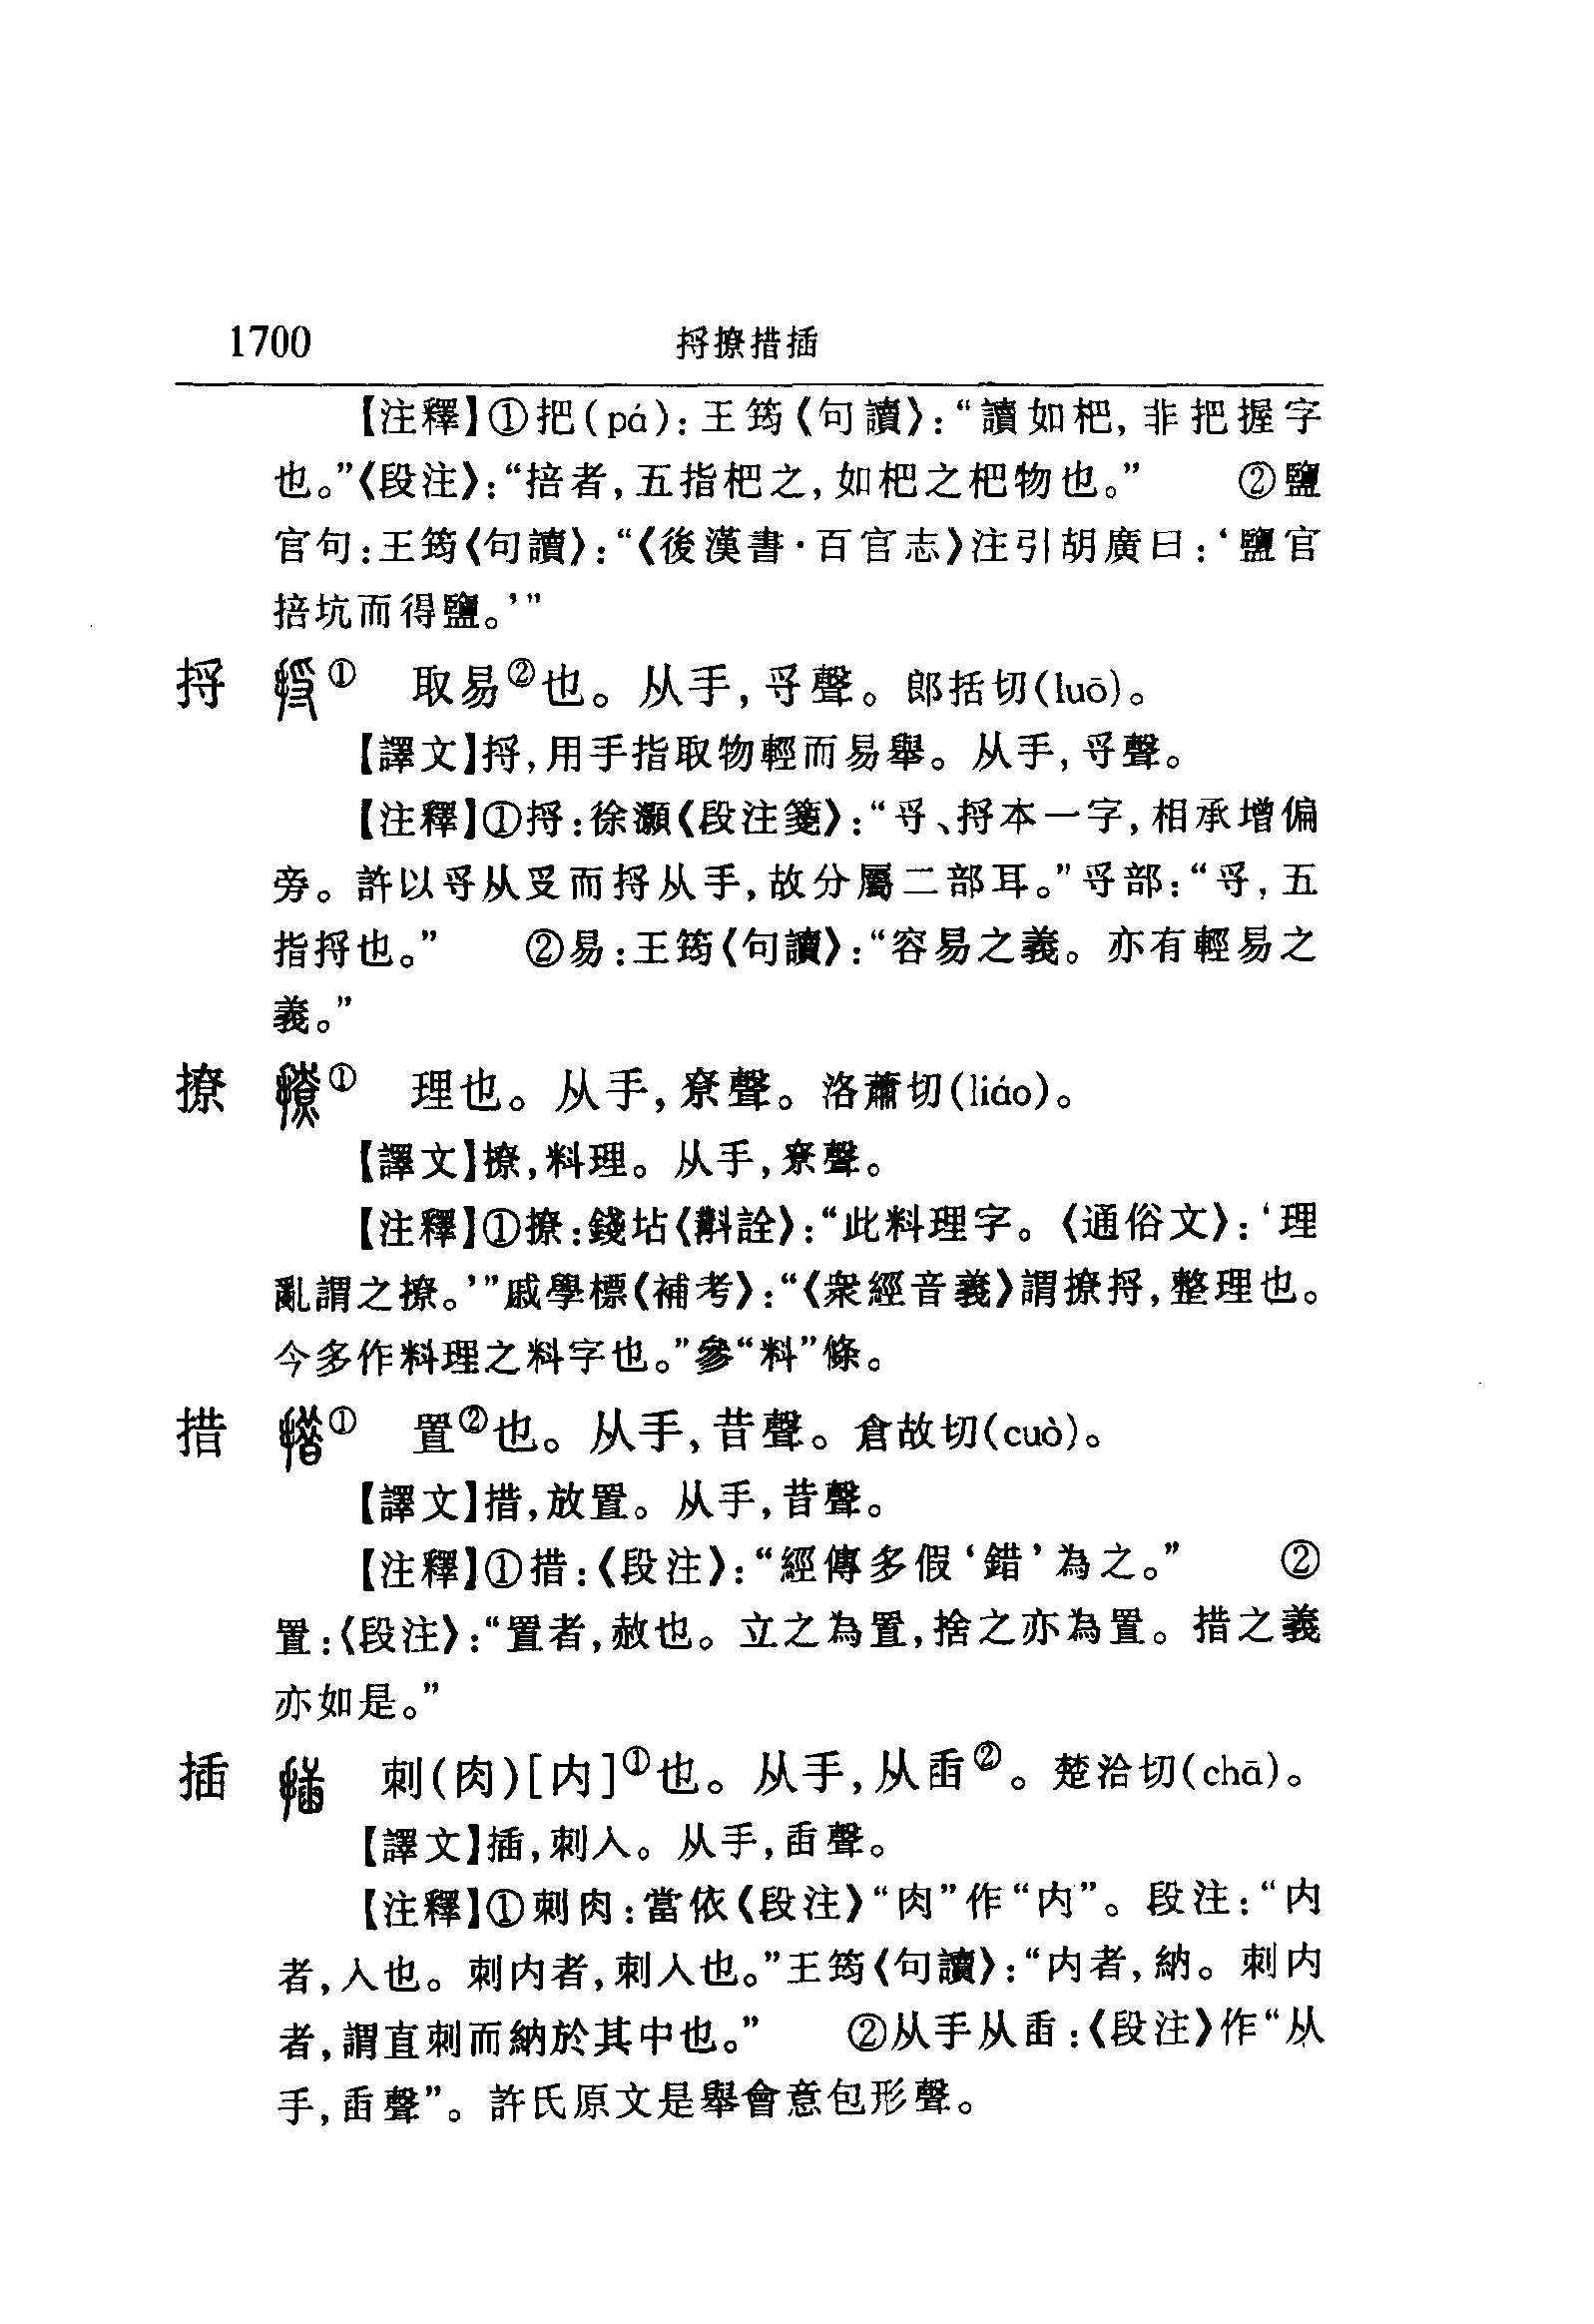 1700
捋撩措插
【注釋】①把(pá):王筠《句讀》:“讀如杷,非把握字
也。”《段注》:“掊者,五指杷之,如杷之杷物也。” ②鹽
官句:王筠《句讀》:“《後漢書·百官志》注引胡廣曰:‘鹽官
掊坑而得鹽。’”
捋 ① 取易②也。从手,寽聲。郎括切(luō)。
【譯文】捋,用手指取物輕而易舉。从手,寽聲。
【注釋】①捋:徐灝《段注箋》:“寽、捋本一字,相承增偏
旁。許以寽从𠬪而捋从手,故分屬二部耳。”寽部:“寽,五
指捋也。” ②易:王筠《句讀》:“容易之義。亦有輕易之
義。”
撩 ① 理也。从手,尞聲。洛蕭切(liáo)。
【譯文】撩,料理。从手,尞聲。
【注釋】①撩:錢坫《斠詮》:“此料理字。《通俗文》:‘理
亂謂之撩。’”戚學標《補考》:“《衆經音義》謂撩捋,整理也。
今多作料理之料字也。”參“料”條。
措 ① 置②也。从手,昔聲。倉故切(cuò)。
【譯文】措,放置。从手,昔聲。
【注釋】①措:《段注》:“經傳多假‘錯’為之。” ②
置:《段注》:“置者,赦也。立之為置,捨之亦為置。措之義
亦如是。”
插 刺(肉)[内]①也。从手,从臿②。楚洽切(chā)。
【譯文】插,刺入。从手,臿聲。
【注釋】①刺肉:當依《段注》“肉”作“内”。段注:“内
者,入也。刺内者,刺入也。”王筠《句讀》:“内者,納。刺内
者,謂直刺而納於其中也。” ②从手从臿:《段注》作“从
手,臿聲”。許氏原文是舉會意包形聲。